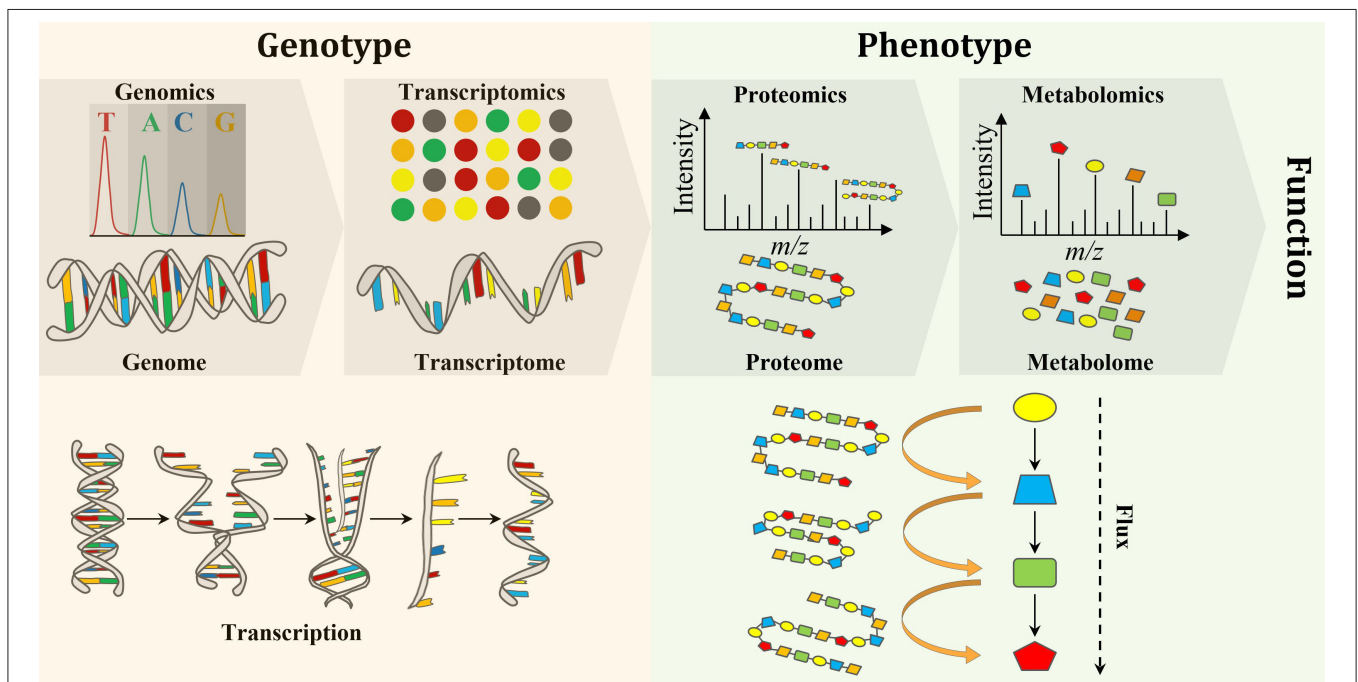 Genotype
Phenotype
Genomics
Transcriptomics
Proteomics
Metabolomics
T A C G
Intensity
m/z
Intensity
m/z
Function
Genome
Transcriptome
Proteome
Metabolome
Flux
Transcription